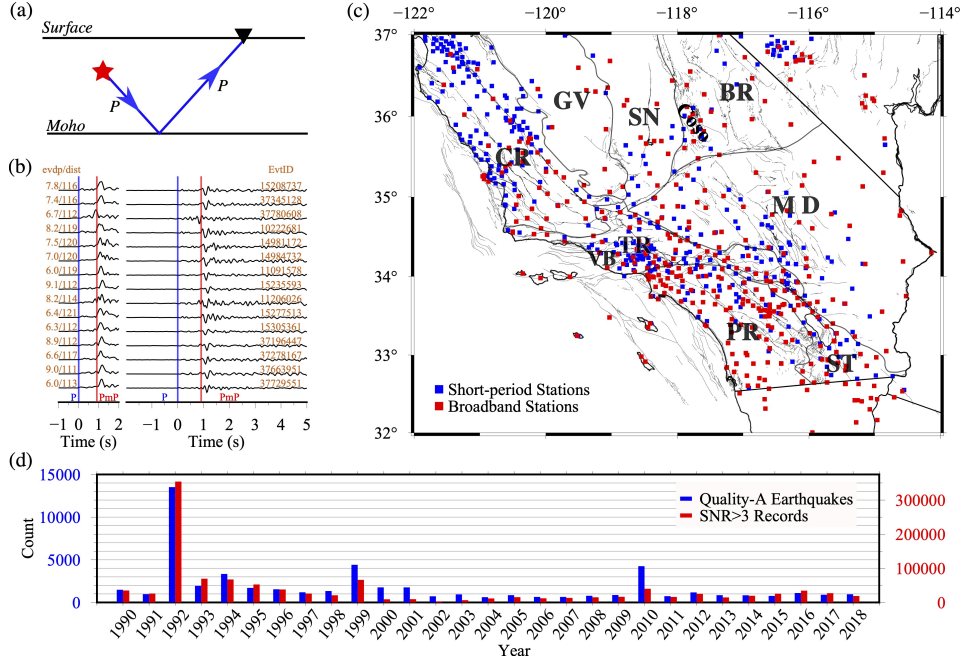 (a)
Surface
P
P
Moho
(b)
evdp/dist
EvtID
7.8/116
15208737
7.4/116
37345128
6.7/112
37780608
8.2/119
10222681
7.5/120
14981172
7.0/120
14984732
6.0/119
11091578
9.1/112
15235593
8.2/114
11206026
6.4/121
15277513
6.3/112
15305361
8.9/112
37196447
6.6/117
37278167
9.0/111
37663951
6.0/113
37729551
P
PmP
P
PmP
−1 0 1 2
−1 0 1 2 3 4 5
Time (s)
Time (s)
(c)
−122° −120° −118° −116° −114°
37°
36°
35°
34°
33°
32°
GV
SN
BR
Coso
CR
M D
TR
VB
PR
ST
Short-period Stations
Broadband Stations
(d)
15000
10000
5000
0
Count
300000
200000
100000
0
Quality-A Earthquakes
SNR>3 Records
1990 1991 1992 1993 1994 1995 1996 1997 1998 1999 2000 2001 2002 2003 2004 2005 2006 2007 2008 2009 2010 2011 2012 2013 2014 2015 2016 2017 2018
Year